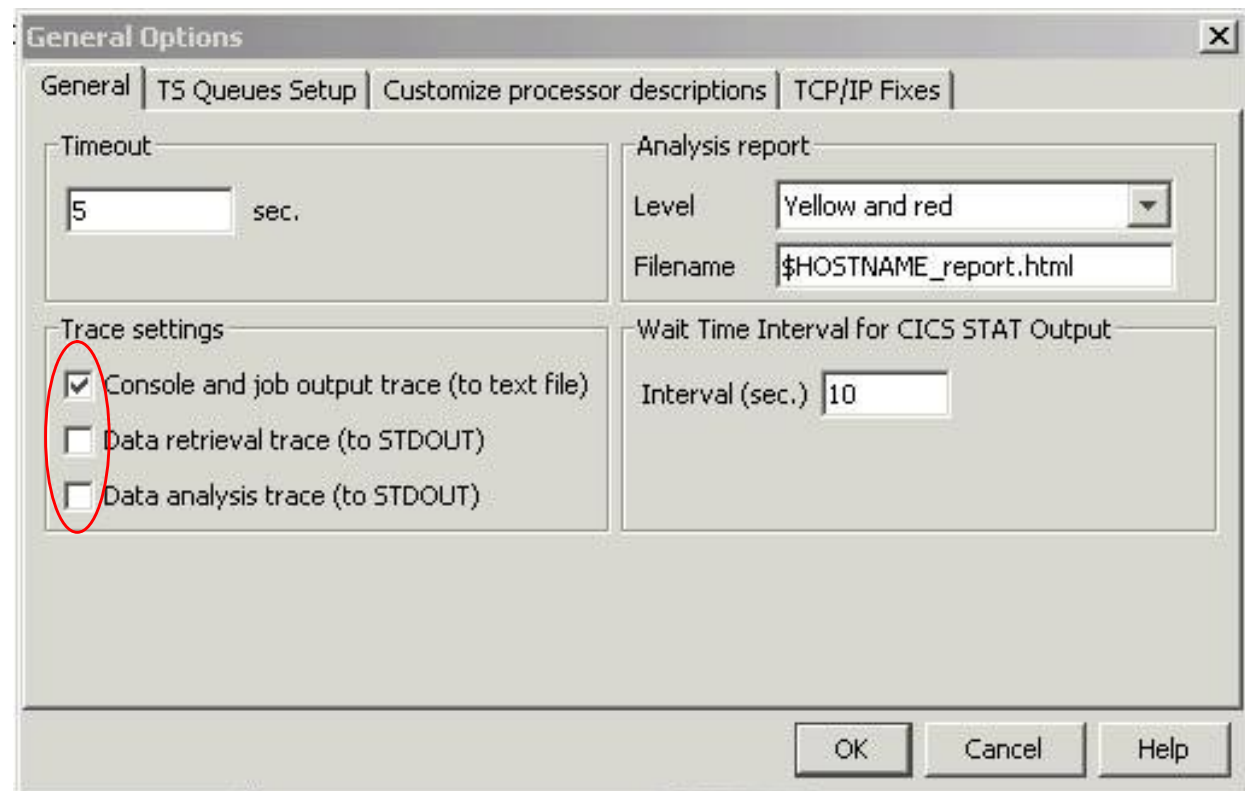 General Options
General TS Queues Setup Customize processor descriptions TCP/IP Fixes
Timeout
5 sec.
Analysis report
Level Yellow and red
Filename $HOSTNAME_report.html
Trace settings
Console and job output trace (to text file)
Data retrieval trace (to STDOUT)
Data analysis trace (to STDOUT)
Wait Time Interval for CICS STAT Output
Interval (sec.) 10
OK Cancel Help